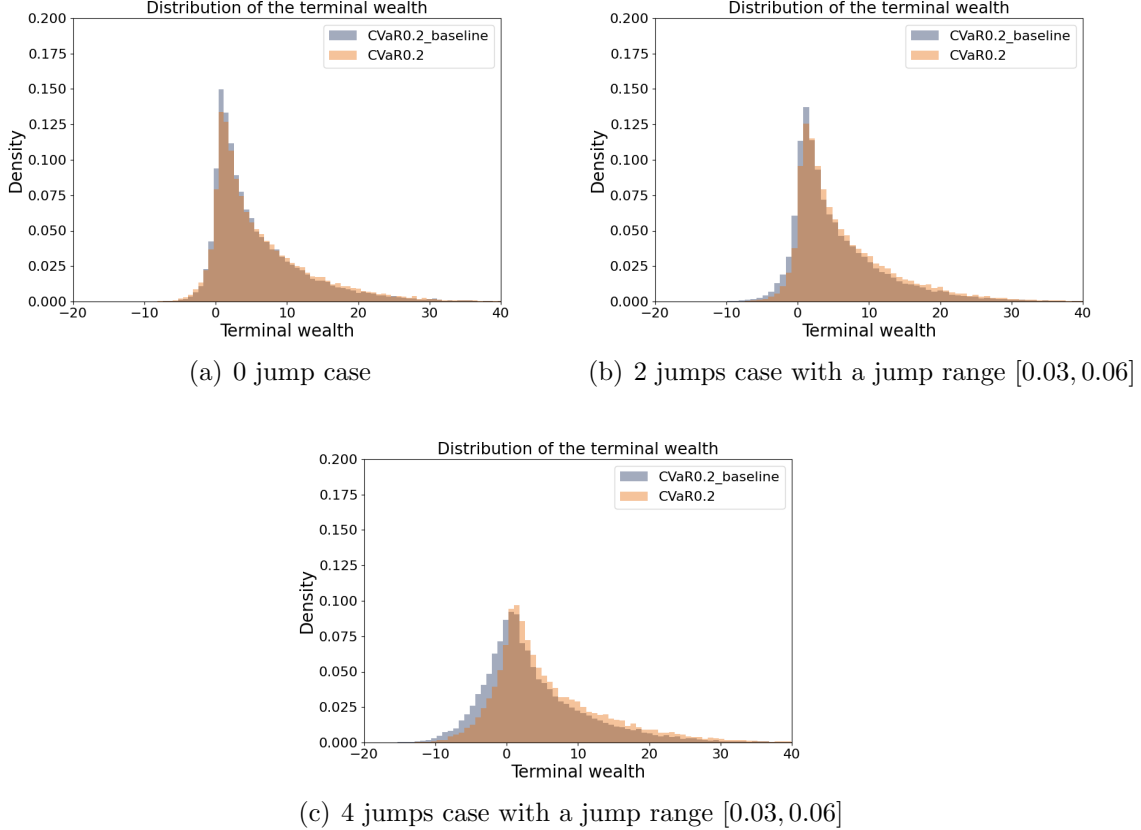 Distribution of the terminal wealth
0.200
0.175
0.150
0.125
0.100
0.075
0.050
0.025
0.000
Density
CVaR0.2_baseline
CVaR0.2
−20 −10 0 10 20 30 40
Terminal wealth
(a) 0 jump case
Distribution of the terminal wealth
0.200
0.175
0.150
0.125
0.100
0.075
0.050
0.025
0.000
Density
CVaR0.2_baseline
CVaR0.2
−20 −10 0 10 20 30 40
Terminal wealth
(b) 2 jumps case with a jump range [0.03, 0.06]
Distribution of the terminal wealth
0.200
0.175
0.150
0.125
0.100
0.075
0.050
0.025
0.000
Density
CVaR0.2_baseline
CVaR0.2
−20 −10 0 10 20 30 40
Terminal wealth
(c) 4 jumps case with a jump range [0.03, 0.06]